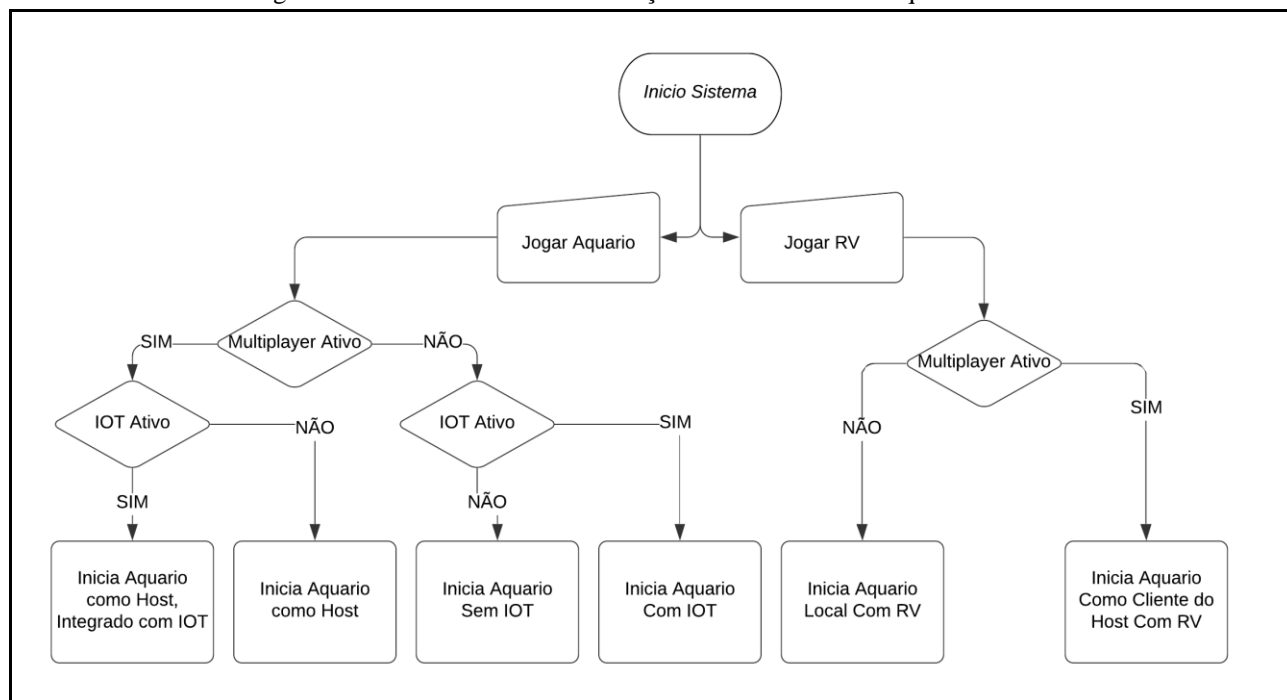 Inicio Sistema
Jogar Aquario
Jogar RV
Multiplayer Ativo
SIM
NÃO
Multiplayer Ativo
IOT Ativo
NÃO
IOT Ativo
SIM
NÃO
SIM
SIM
NÃO
Inicia Aquario
como Host,
Integrado com IOT
Inicia Aquario
como Host
Inicia Aquario
Sem IOT
Inicia Aquario
Com IOT
Inicia Aquario
Local Com RV
Inicia Aquario
Como Cliente do
Host Com RV